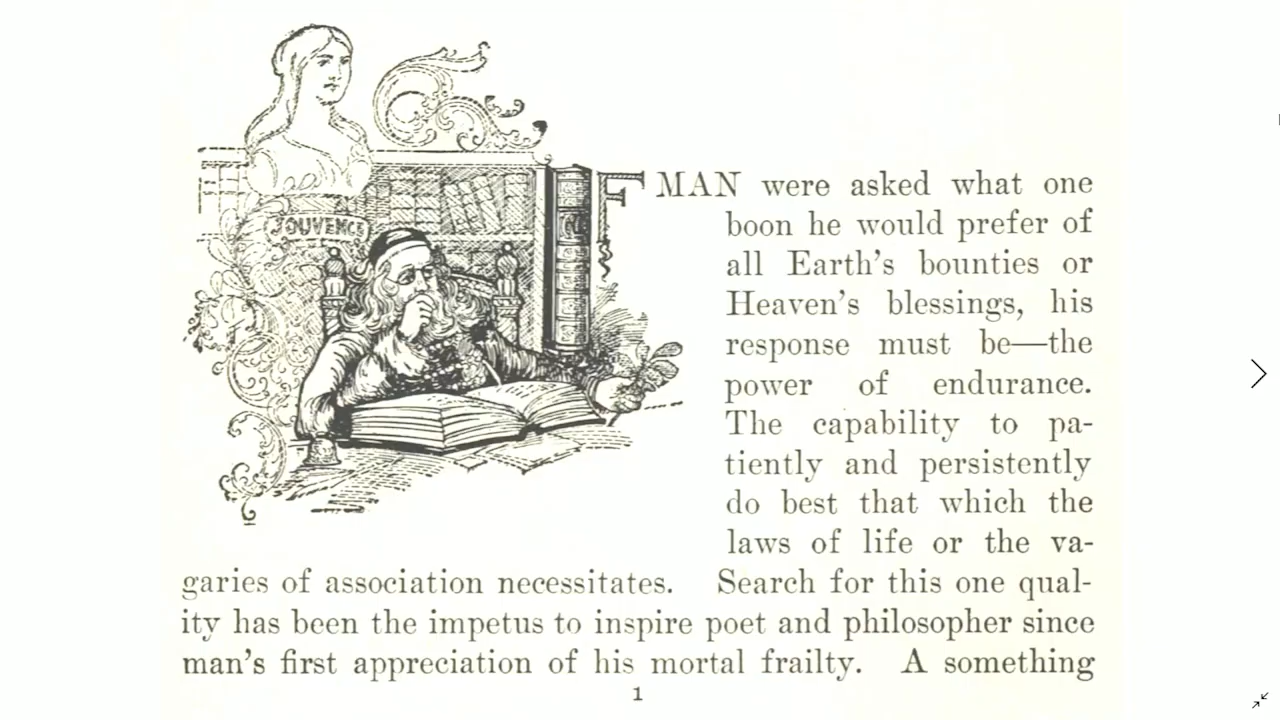 JOUVENCE
IF MAN were asked what one
boon he would prefer of
all Earth's bounties or
Heaven's blessings, his
response must be—the
power of endurance.
The capability to pa-
tiently and persistently
do best that which the
laws of life or the va-
garies of association necessitates. Search for this one qual-
ity has been the impetus to inspire poet and philosopher since
man's first appreciation of his mortal frailty. A something
1